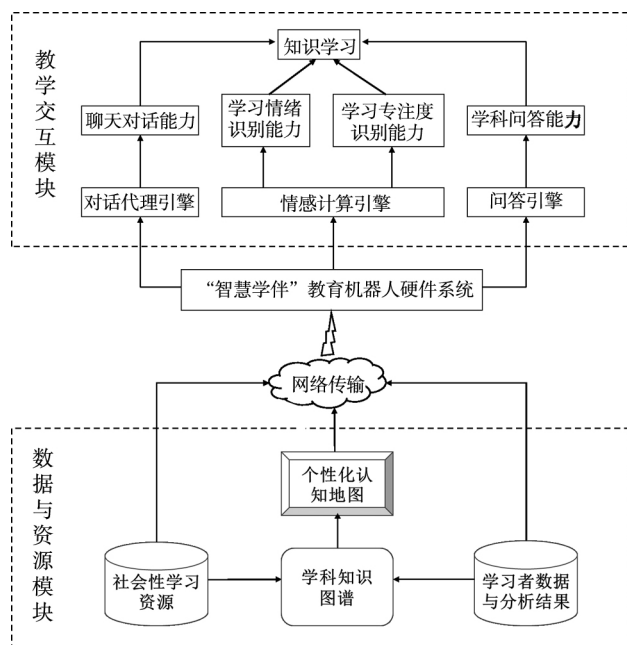 教学交互模块
知识学习
聊天对话能力
学习情绪
识别能力
学习专注度
识别能力
学科问答能力
对话代理引擎
情感计算引擎
问答引擎
“智慧学伴”教育机器人硬件系统
网络传输
数据与资源模块
个性化认
知地图
社会性学习
资源
学科知识
图谱
学习者数据
与分析结果